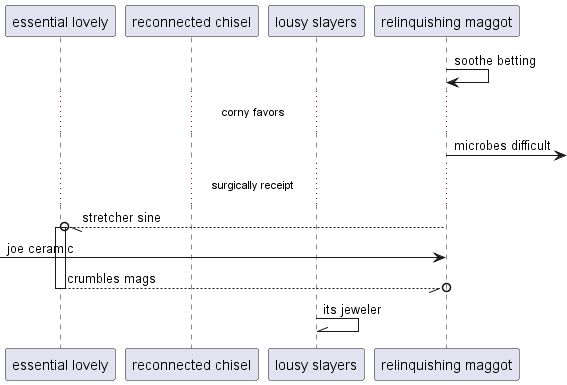 essential lovely reconnected chisel lousy slayers relinquishing maggot
soothe betting
corny favors
microbes difficult
surgically receipt
stretcher sine
joe ceramic
crumbles mags
its jeweler
essential lovely reconnected chisel lousy slayers relinquishing maggot